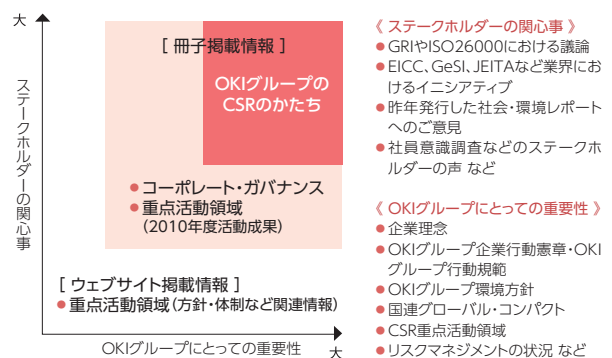 大
ステークホルダーの関心事
[ 冊子掲載情報 ]
OKIグループの
CSRのかたち
●コーポレート・ガバナンス
●重点活動領域
(2010年度活動成果)
[ ウェブサイト掲載情報 ]
●重点活動領域(方針・体制など関連情報)
OKIグループにとっての重要性
大
《 ステークホルダーの関心事 》
●GRIやISO26000における議論
●EICC、GeSI、JEITAなど業界にお
けるイニシアティブ
●昨年発行した社会・環境レポート
へのご意見
●社員意識調査などのステークホ
ルダーの声 など
《 OKIグループにとっての重要性 》
●企業理念
●OKIグループ企業行動憲章・OKI
グループ行動規範
●OKIグループ環境方針
●国連グローバル・コンパクト
●CSR重点活動領域
●リスクマネジメントの状況 など